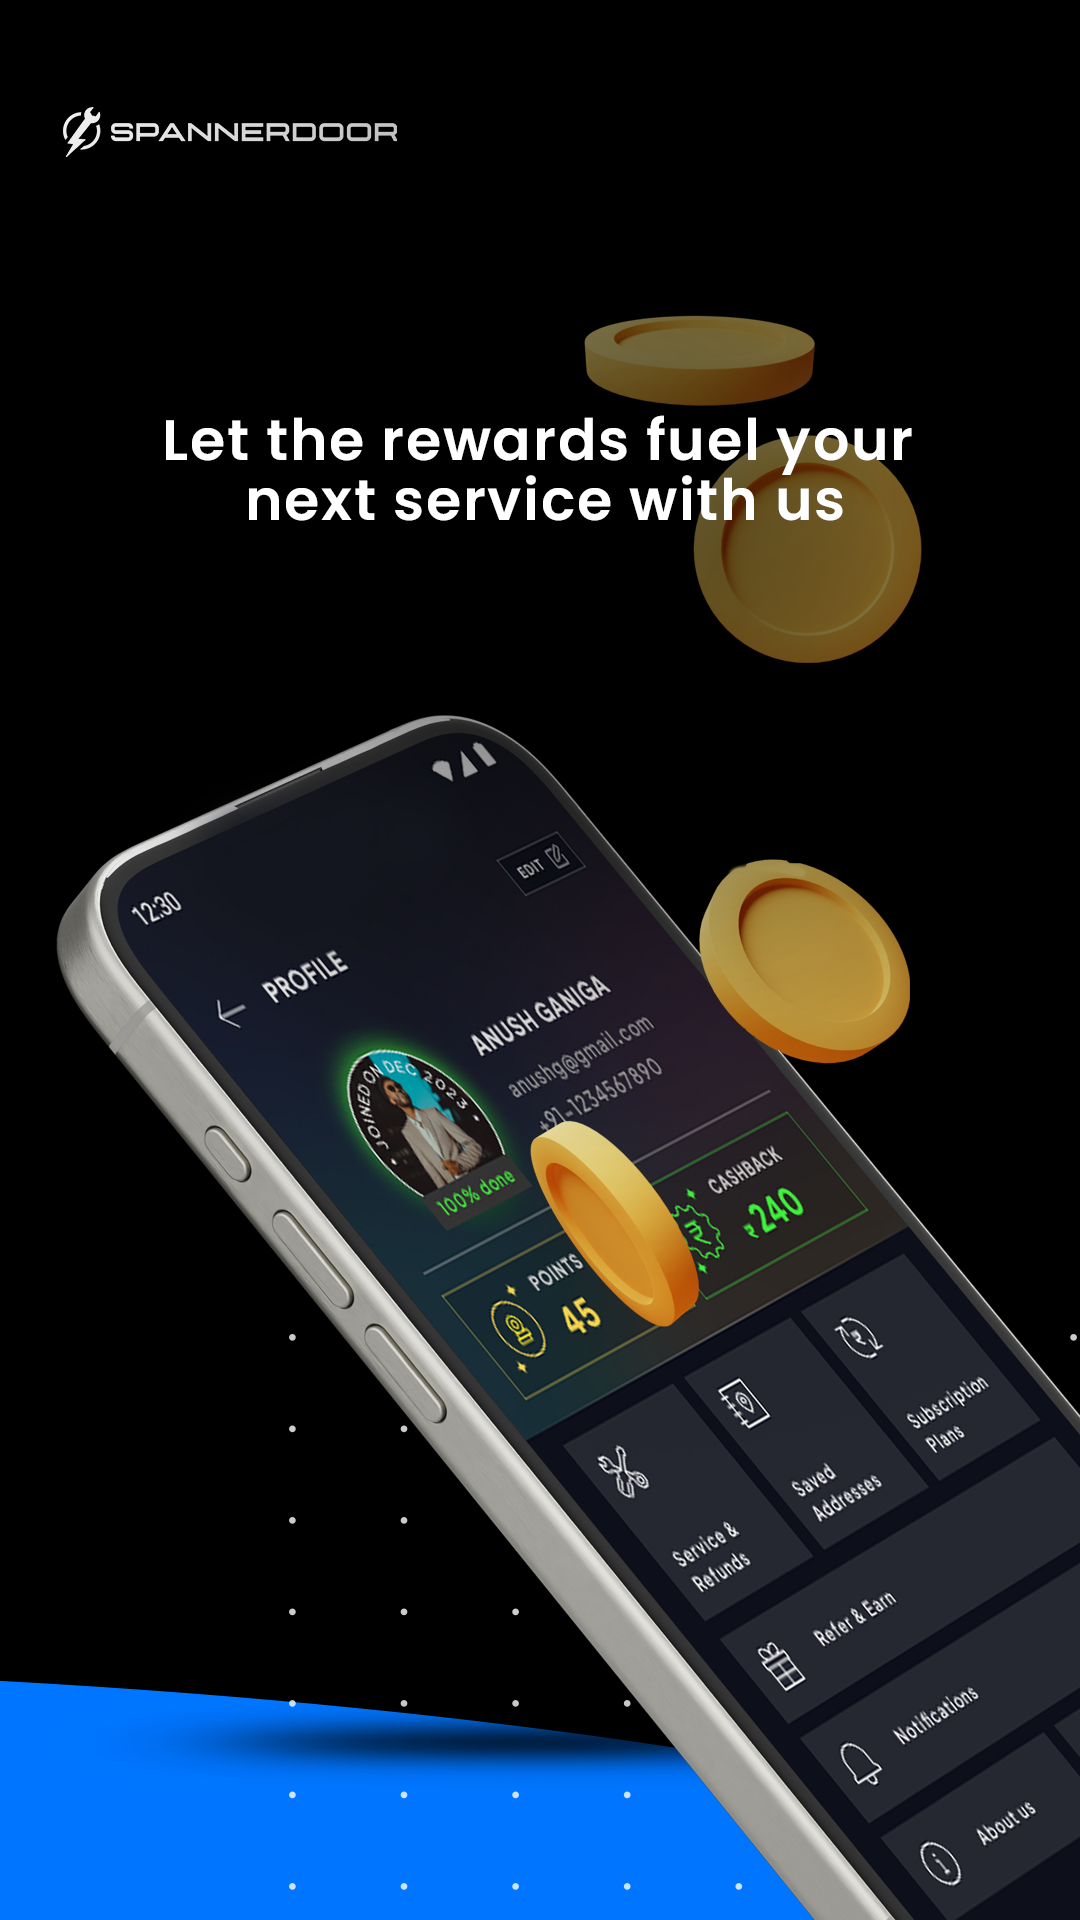 SPANNERDOOR
Let the rewards fuel your
next service with us
12:30
EDIT
PROFILE
ANUSH GANIGA
anushg@gmail.com
+91-1234567890
JOINED ON DEC 2023
100% done
POINTS
45
CASHBACK
₹240
Service &
Refunds
Saved
Addresses
Subscription
Plans
Refer & Earn
Notifications
About us